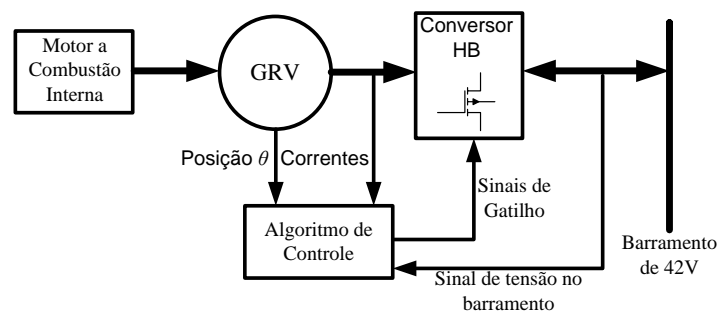 Motor a
Combustão
Interna
GRV
Conversor
HB
Posição θ
Correntes
Sinais de
Gatilho
Algoritmo de
Controle
Sinal de tensão no
barramento
Barramento
de 42V